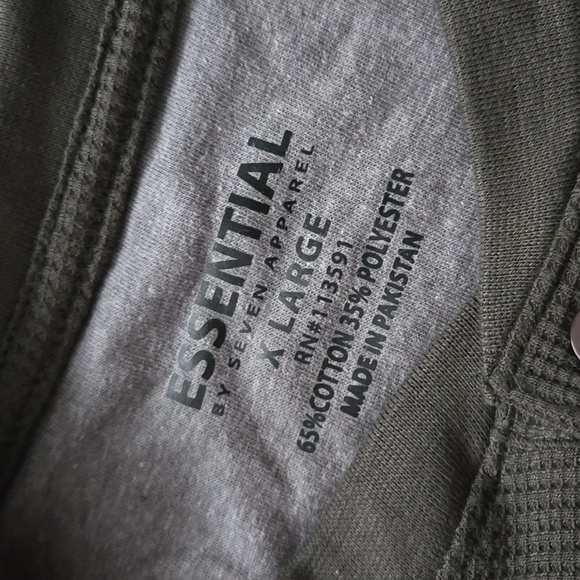 ESSENTIAL
BY SEVEN APPAREL
X LARGE
RN#113591
65%COTTON 35% POLYESTER
MADE IN PAKISTAN